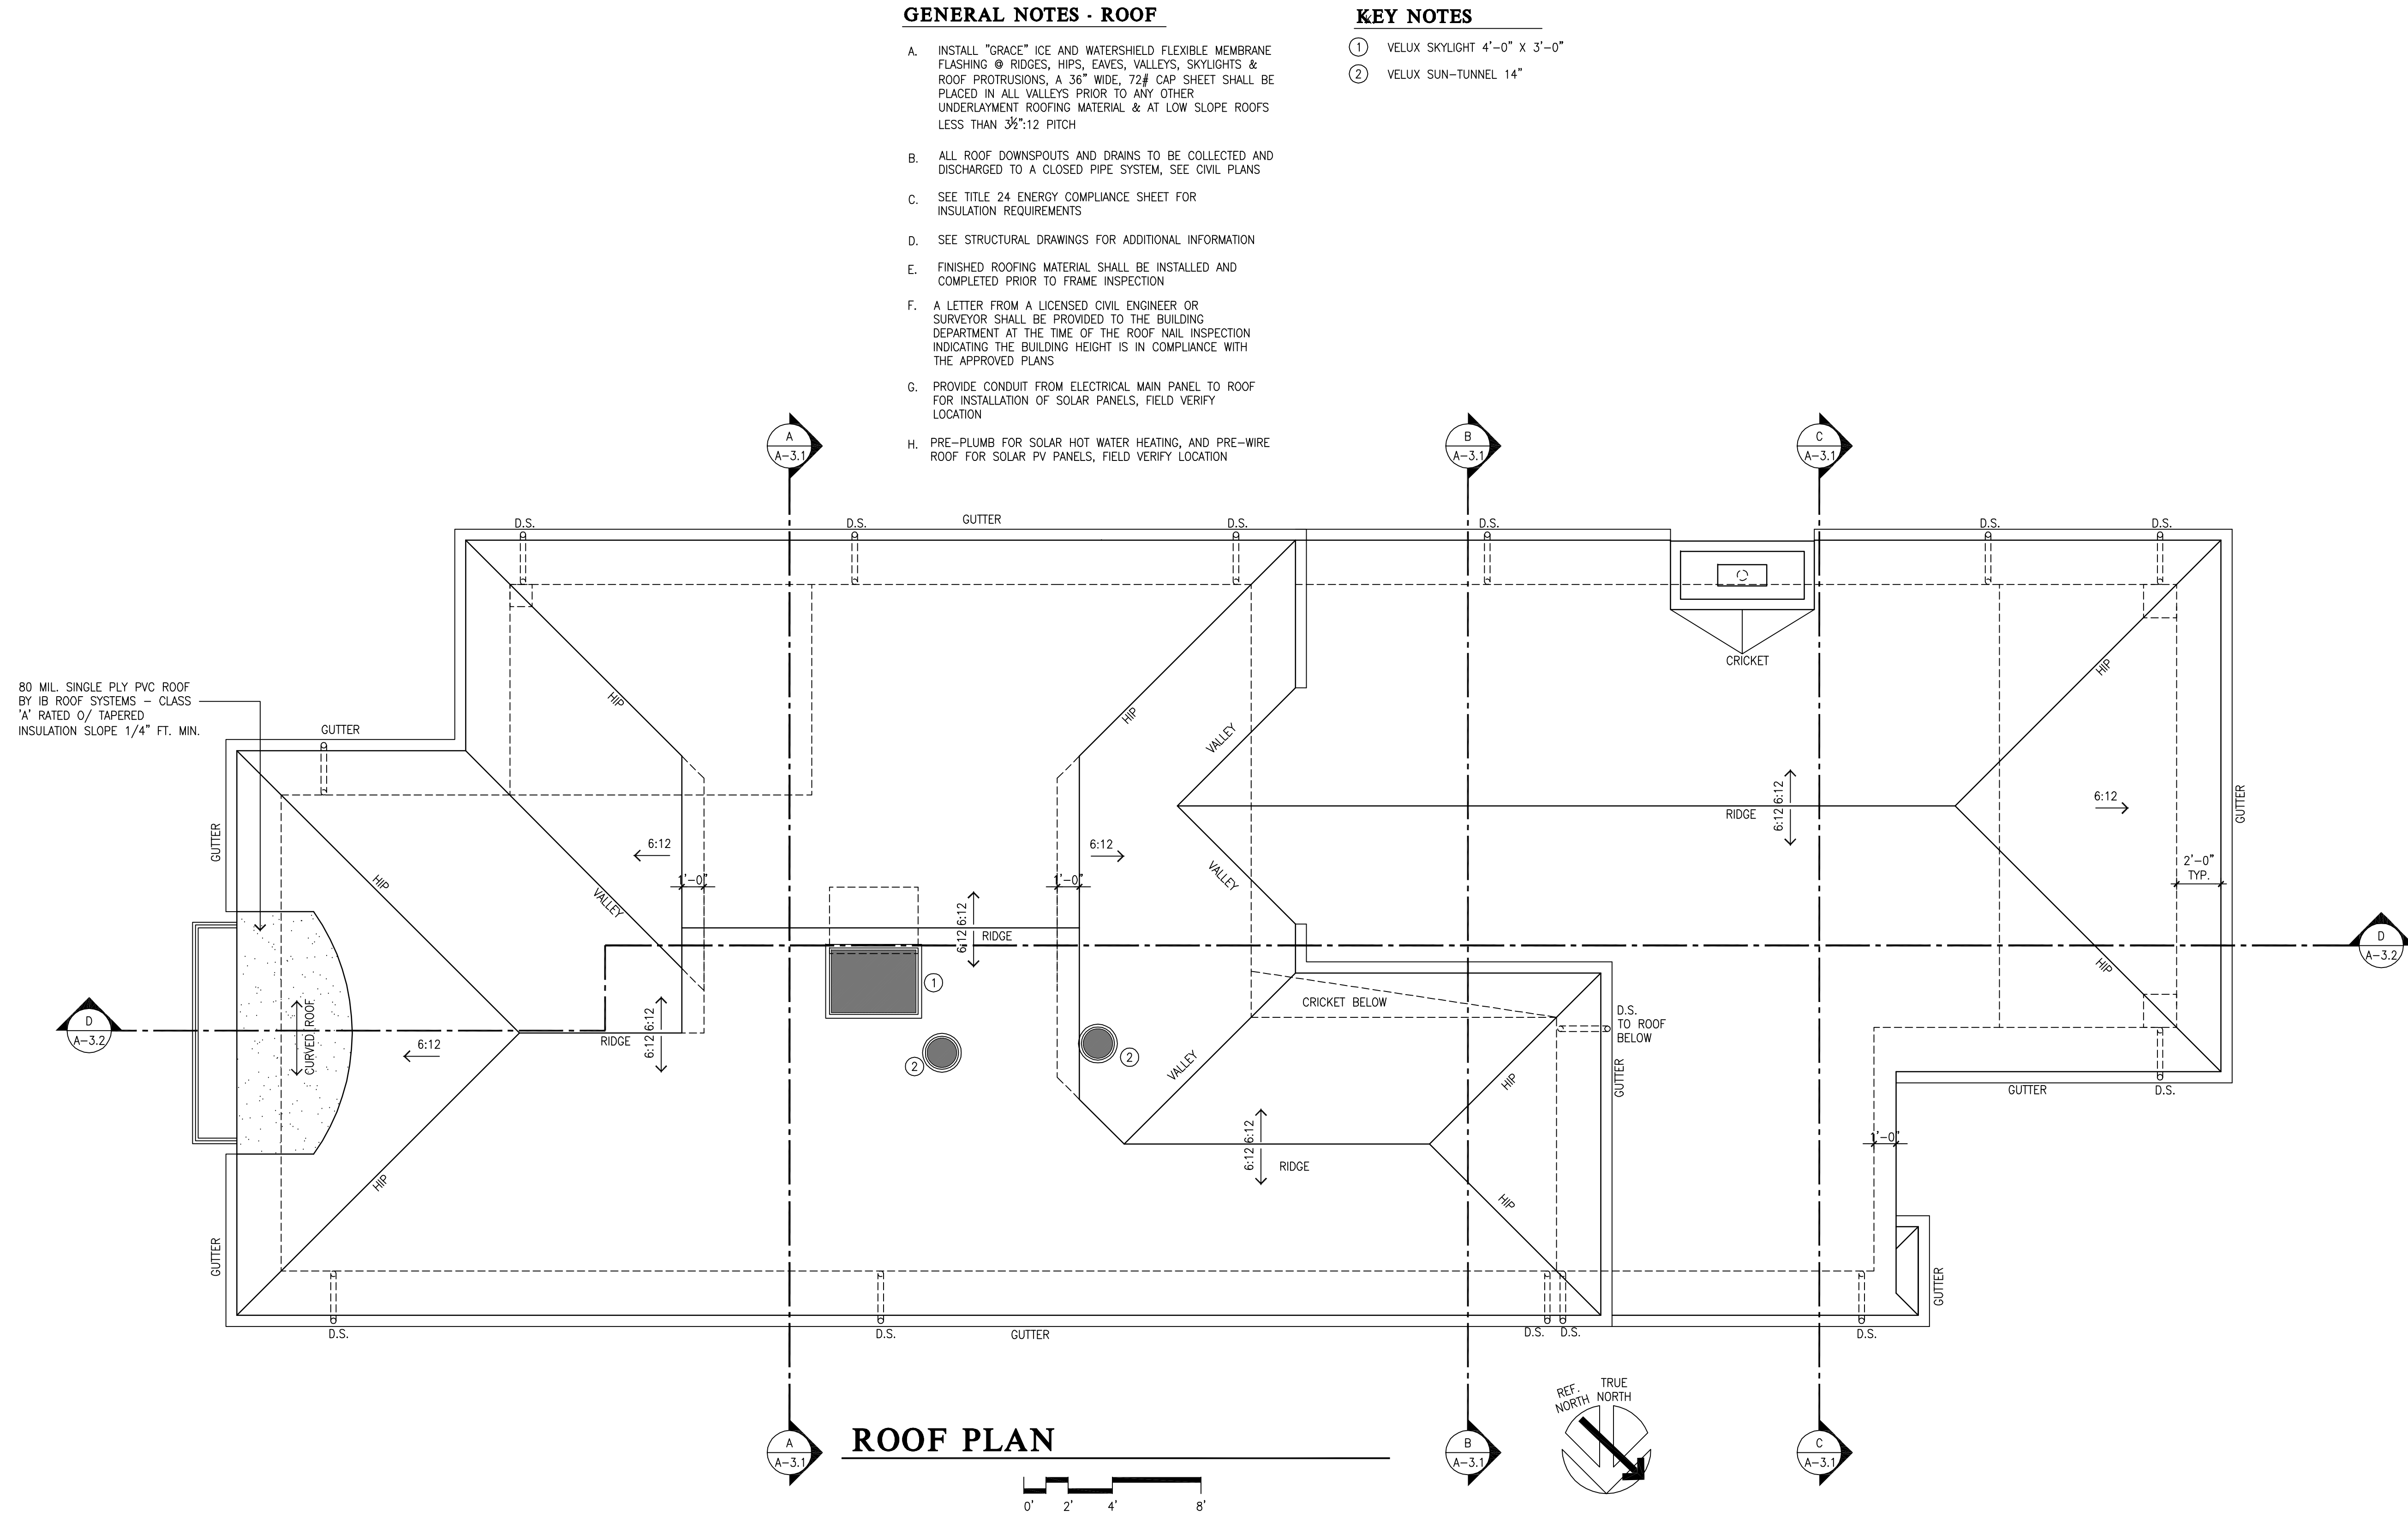 GENERAL NOTES - ROOF
A. INSTALL "GRACE" ICE AND WATERSHIELD FLEXIBLE MEMBRANE
FLASHING @ RIDGES, HIPS, EAVES, VALLEYS, SKYLIGHTS &
ROOF PROTRUSIONS, A 36" WIDE, 72# CAP SHEET SHALL BE
PLACED IN ALL VALLEYS PRIOR TO ANY OTHER
UNDERLAYMENT ROOFING MATERIAL & AT LOW SLOPE ROOFS
LESS THAN 3½":12 PITCH
B. ALL ROOF DOWNSPOUTS AND DRAINS TO BE COLLECTED AND
DISCHARGED TO A CLOSED PIPE SYSTEM, SEE CIVIL PLANS
C. SEE TITLE 24 ENERGY COMPLIANCE SHEET FOR
INSULATION REQUIREMENTS
D. SEE STRUCTURAL DRAWINGS FOR ADDITIONAL INFORMATION
E. FINISHED ROOFING MATERIAL SHALL BE INSTALLED AND
COMPLETED PRIOR TO FRAME INSPECTION
F. A LETTER FROM A LICENSED CIVIL ENGINEER OR
SURVEYOR SHALL BE PROVIDED TO THE BUILDING
DEPARTMENT AT THE TIME OF THE ROOF NAIL INSPECTION
INDICATING THE BUILDING HEIGHT IS IN COMPLIANCE WITH
THE APPROVED PLANS
G. PROVIDE CONDUIT FROM ELECTRICAL MAIN PANEL TO ROOF
FOR INSTALLATION OF SOLAR PANELS, FIELD VERIFY
LOCATION
H. PRE-PLUMB FOR SOLAR HOT WATER HEATING, AND PRE-WIRE
ROOF FOR SOLAR PV PANELS, FIELD VERIFY LOCATION
KEY NOTES
1 VELUX SKYLIGHT 4'-0" X 3'-0"
2 VELUX SUN-TUNNEL 14"
A
A-3.1
B
A-3.1
C
A-3.1
D.S.
D.S.
GUTTER
D.S.
D.S.
D.S.
D.S.
CRICKET
80 MIL. SINGLE PLY PVC ROOF
BY IB ROOF SYSTEMS - CLASS
'A' RATED O/ TAPERED
INSULATION SLOPE 1/4" FT. MIN.
GUTTER
HIP
HIP
VALLEY
HIP
GUTTER
6:12
6:12
6:12
6:12
6:12
RIDGE
6:12
GUTTER
HIP
VALLEY
1'-0"
1'-0"
VALLEY
2'-0"
TYP.
6:12
6:12
RIDGE
1
D
A-3.2
HIP
CURVED ROOF
6:12
RIDGE
6:12
6:12
2
2
CRICKET BELOW
D.S.
TO ROOF
BELOW
D
A-3.2
VALLEY
HIP
GUTTER
GUTTER
D.S.
HIP
6:12
6:12
RIDGE
1'-0"
HIP
GUTTER
GUTTER
D.S.
D.S.
GUTTER
D.S.
D.S.
D.S.
REF.
NORTH
TRUE
NORTH
A
A-3.1
ROOF PLAN
B
A-3.1
C
A-3.1
0'
2'
4'
8'